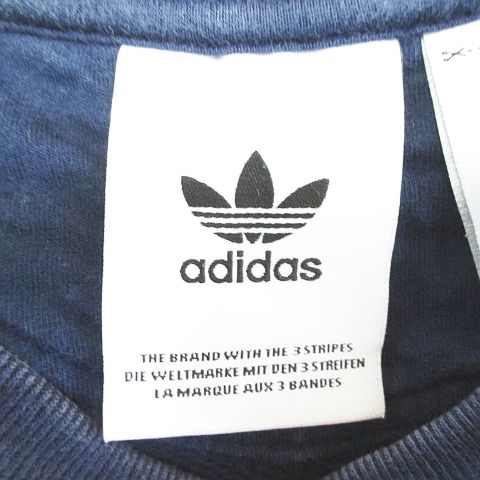 adidas
THE BRAND WITH THE 3 STRIPES
DIE WELTMARKE MIT DEN 3 STREIFEN
LA MARQUE AUX 3 BANDES